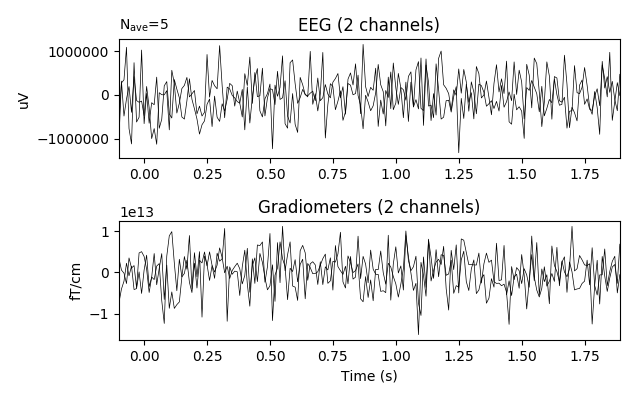 N_ave=5
EEG (2 channels)
1000000
0
−1000000
uV
0.00 0.25 0.50 0.75 1.00 1.25 1.50 1.75
1e13
Gradiometers (2 channels)
1
0
−1
fT/cm
0.00 0.25 0.50 0.75 1.00 1.25 1.50 1.75
Time (s)